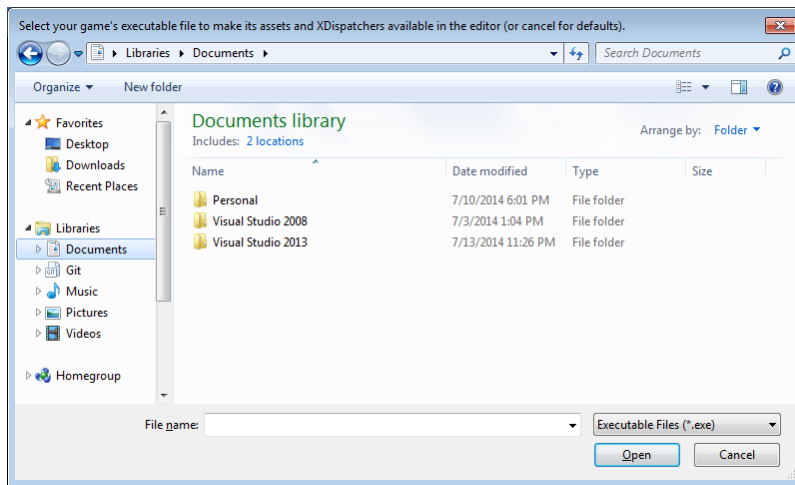 Select your game's executable file to make its assets and XDispatchers available in the editor (or cancel for defaults).
Libraries Documents
Search Documents
Organize New folder
Favorites
Desktop
Downloads
Recent Places
Libraries
Documents
Git
Music
Pictures
Videos
Homegroup
Documents library
Includes: 2 locations
Arrange by: Folder
Name Date modified Type Size
Personal 7/10/2014 6:01 PM File folder
Visual Studio 2008 7/3/2014 1:04 PM File folder
Visual Studio 2013 7/13/2014 11:26 PM File folder
File name:
Executable Files (*.exe)
Open Cancel